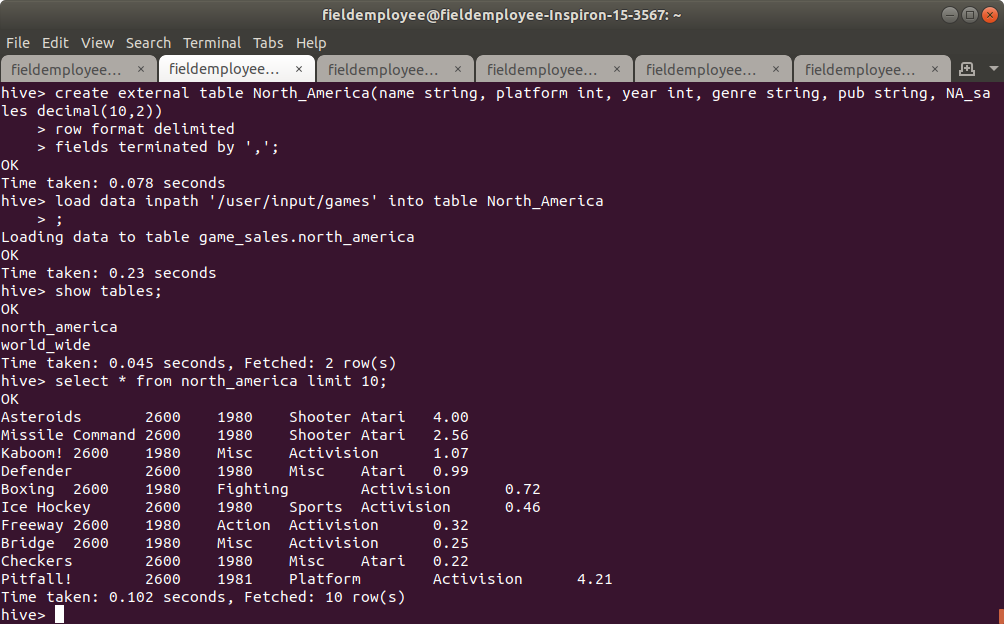 fieldemployee@fieldemployee-Inspiron-15-3567: ~
File Edit View Search Terminal Tabs Help
fieldemployee... × fieldemployee... × fieldemployee... × fieldemployee... × fieldemployee... × fieldemployee... ×
hive> create external table North_America(name string, platform int, year int, genre string, pub string, NA_sa
les decimal(10,2))
    > row format delimited
    > fields terminated by ',';
OK
Time taken: 0.078 seconds
hive> load data inpath '/user/input/games' into table North_America
    > ;
Loading data to table game_sales.north_america
OK
Time taken: 0.23 seconds
hive> show tables;
OK
north_america
world_wide
Time taken: 0.045 seconds, Fetched: 2 row(s)
hive> select * from north_america limit 10;
OK
Asteroids       2600    1980    Shooter Atari   4.00
Missile Command 2600    1980    Shooter Atari   2.56
Kaboom! 2600    1980    Misc    Activision      1.07
Defender        2600    1980    Misc    Atari   0.99
Boxing  2600    1980    Fighting        Activision      0.72
Ice Hockey      2600    1980    Sports  Activision      0.46
Freeway 2600    1980    Action  Activision      0.32
Bridge  2600    1980    Misc    Activision      0.25
Checkers        2600    1980    Misc    Atari   0.22
Pitfall!        2600    1981    Platform        Activision      4.21
Time taken: 0.102 seconds, Fetched: 10 row(s)
hive>